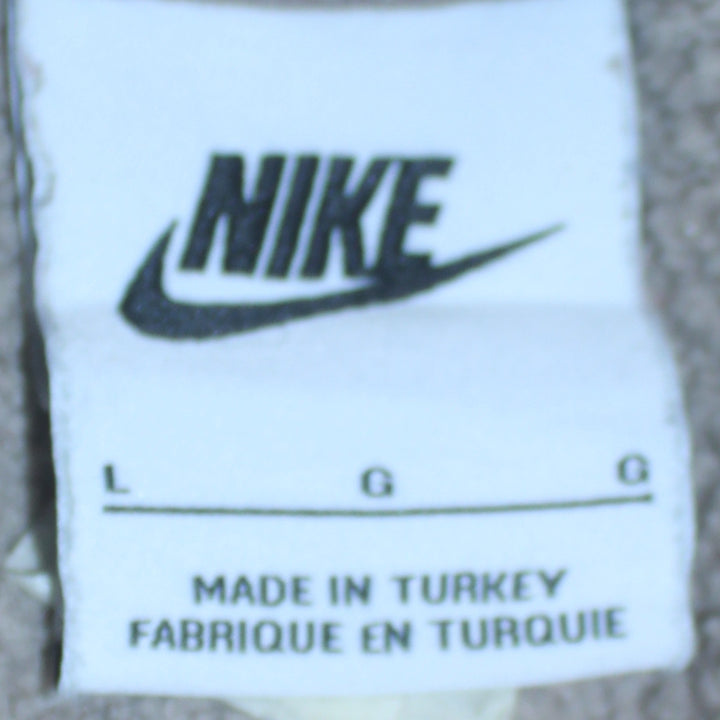 NIKE
L G G
MADE IN TURKEY
FABRIQUE EN TURQUIE